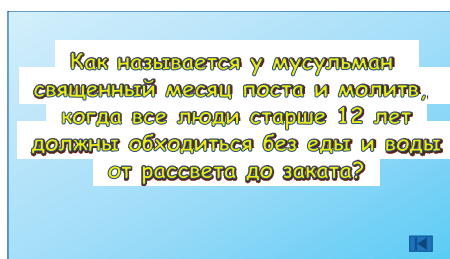 Как называется у мусульман
священный месяц поста и молитв,
когда все люди старше 12 лет
должны обходиться без еды и воды
от рассвета до заката?